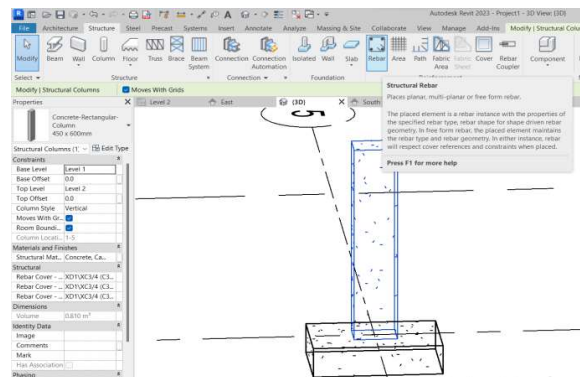 Autodesk Revit 2023 - Project1 - 3D View: {3D}
File Architecture Structure Steel Precast Systems Insert Annotate Analyze Massing & Site Collaborate View Manage Add-Ins Modify | Structural Colum
Modify Beam Wall Column Floor Truss Brace Beam System Connection Connection Automation Isolated Wall Slab Rebar Area Path Fabric Area Fabric Sheet Cover Rebar Coupler Component
Select Structure Connection Foundation
Modify | Structural Columns Moves With Grids
Properties X Level 2 East {3D} X South
Concrete-Rectangular-
Column
450 x 600mm
Structural Columns (1) Edit Type
Constraints
Base Level Level 1
Base Offset 0.0
Top Level Level 2
Top Offset 0.0
Column Style Vertical
Moves With Gr...
Room Boundi...
Column Locati... 1-5
Materials and Finishes
Structural Mat... Concrete, Ca...
Structural
Rebar Cover - ... XD1\XC3/4 (C3...
Rebar Cover - ... XD1\XC3/4 (C3...
Rebar Cover - ... XD1\XC3/4 (C3...
Dimensions
Volume 0.810 m³
Identity Data
Image
Comments
Mark
Has Association
Phasing
5
Structural Rebar
Places planar, multi-planar or free form rebar.
The placed element is a rebar instance with the properties of
the specified rebar type, rebar shape for shape driven rebar
geometry. In free form rebar, the placed element maintains
the rebar type and rebar geometry. In either instance, rebar
will respect cover references and constraints when placed.
Press F1 for more help